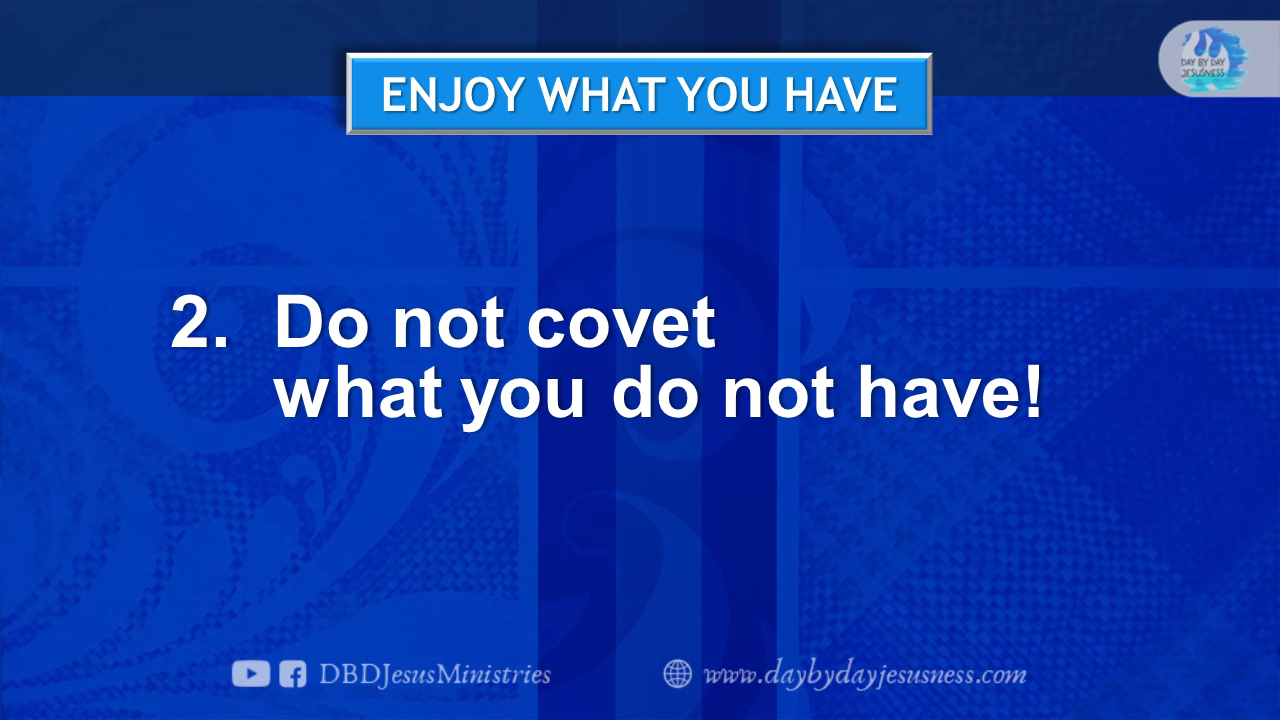 DAY BY DAY
JESUSNESS
ENJOY WHAT YOU HAVE
2. Do not covet
what you do not have!
DBDJesusMinistries
www.daybydayjesusness.com